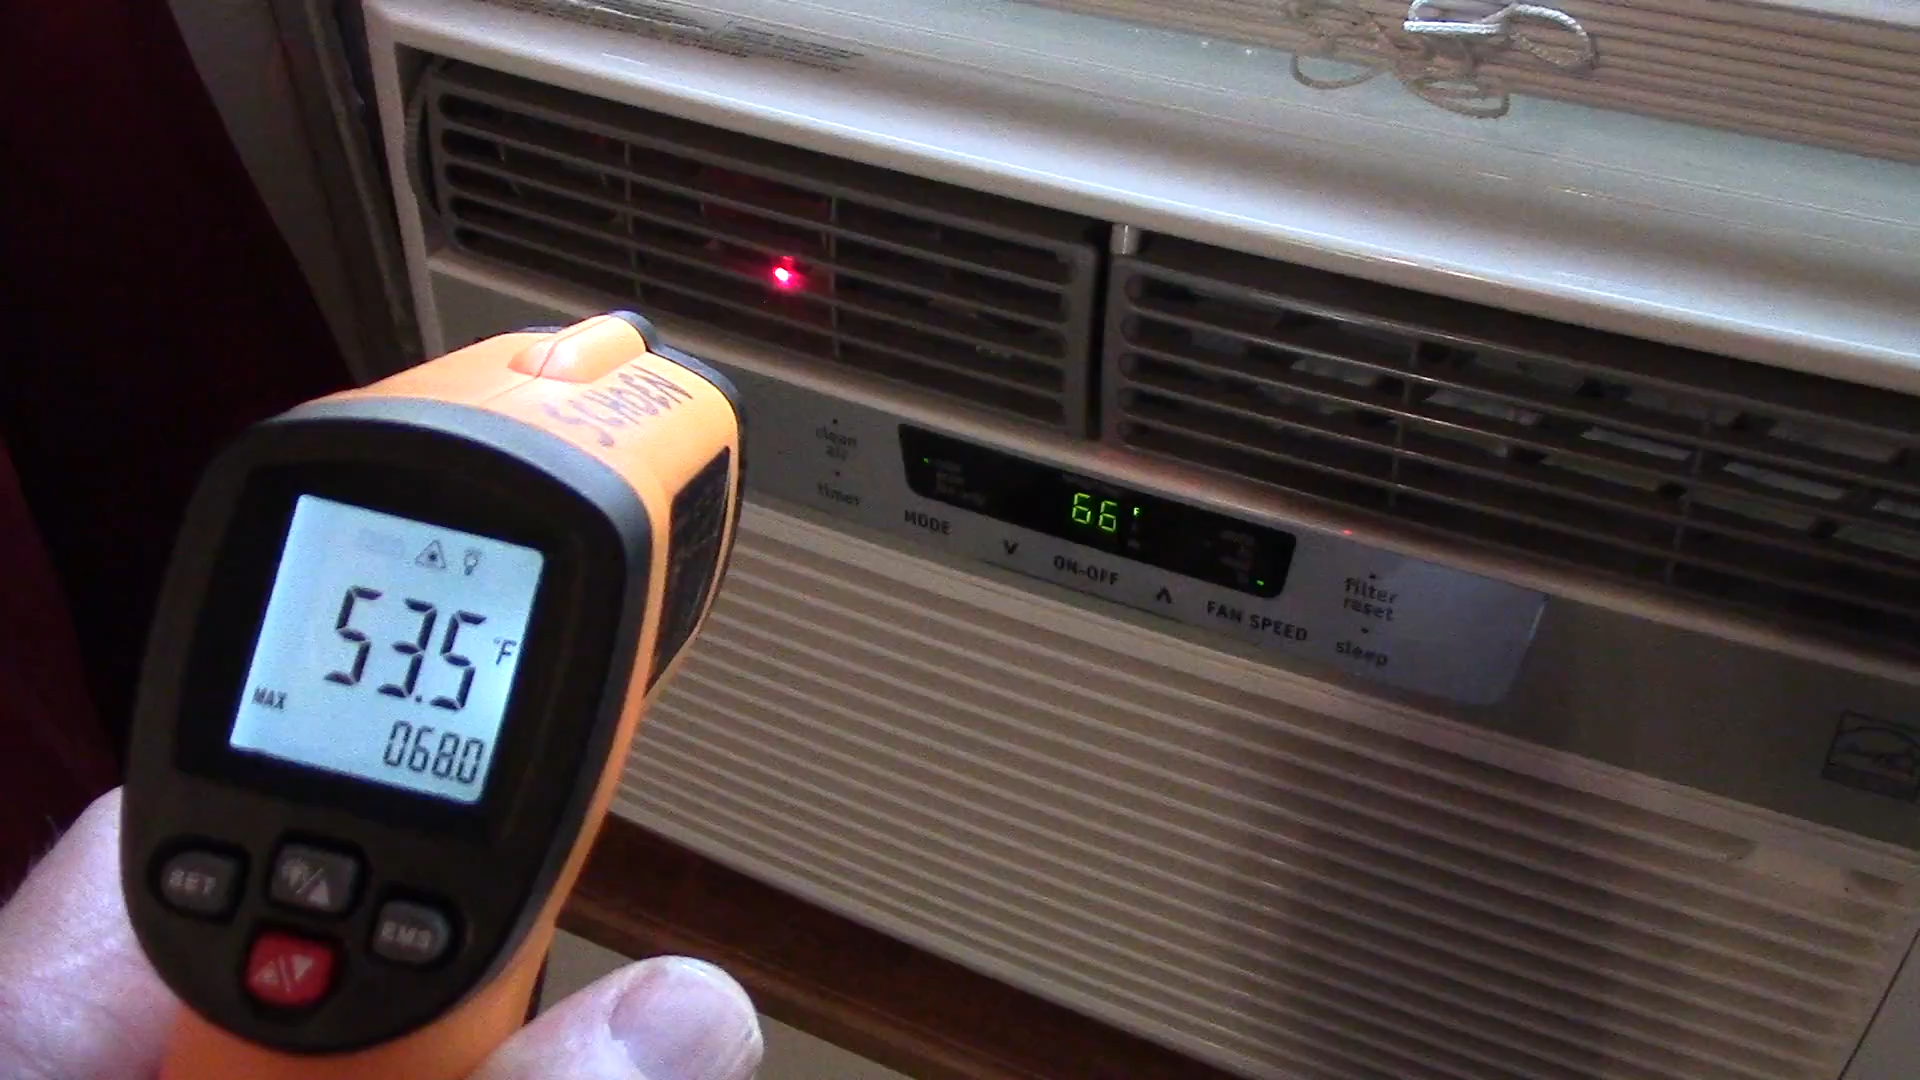 SCHOEN
53.5 °F
MAX
068.0
SET
EMS
clean
air
timer
MODE
66 F
ON-OFF
FAN SPEED
filter
reset
sleep